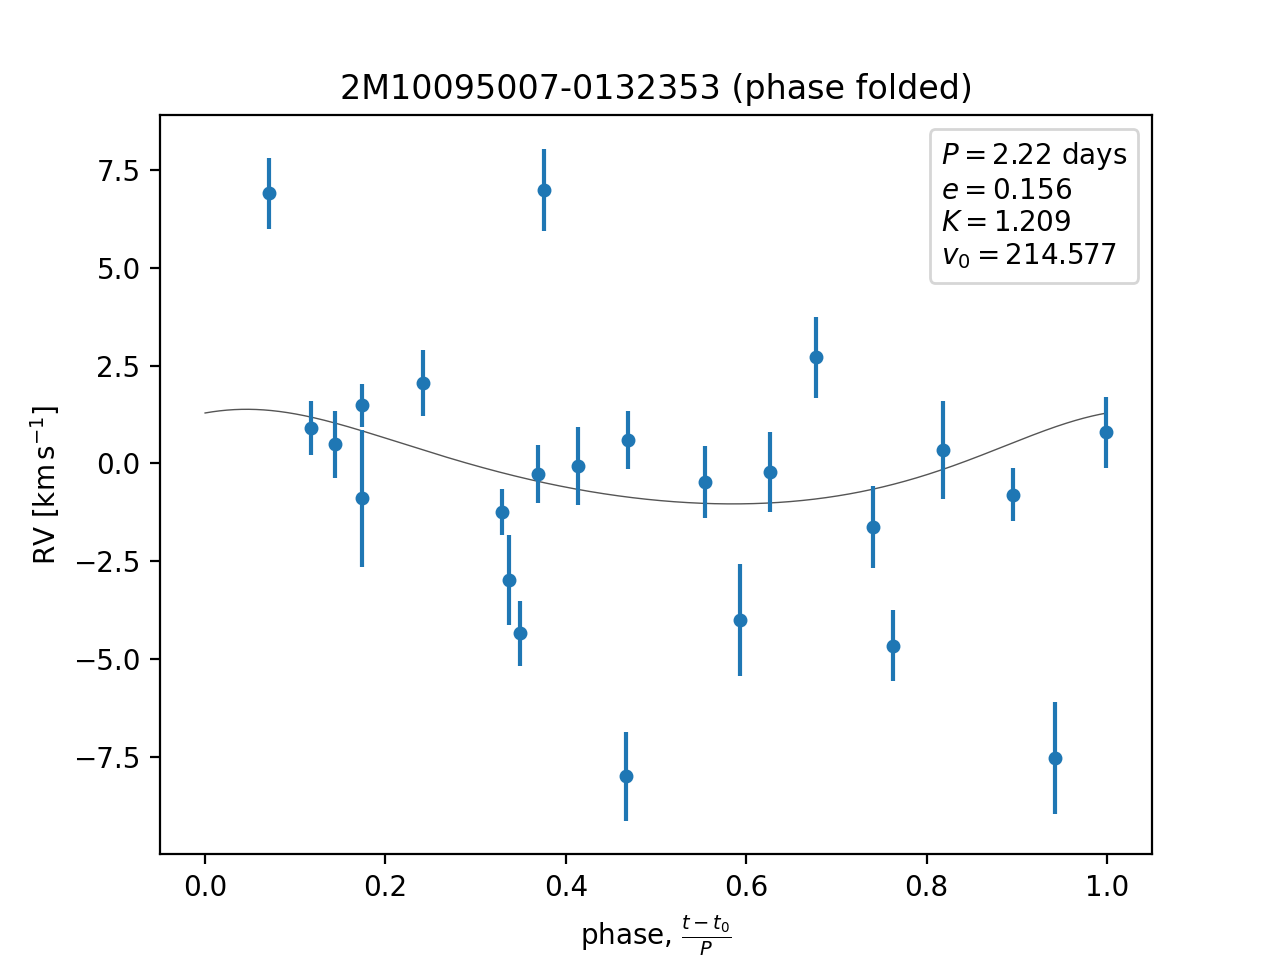 2M10095007-0132353 (phase folded)
P = 2.22 days
e = 0.156
K = 1.209
v₀ = 214.577
7.5
5.0
2.5
0.0
−2.5
−5.0
−7.5
RV [km s⁻¹]
0.0 0.2 0.4 0.6 0.8 1.0
phase, (t − t₀)/P